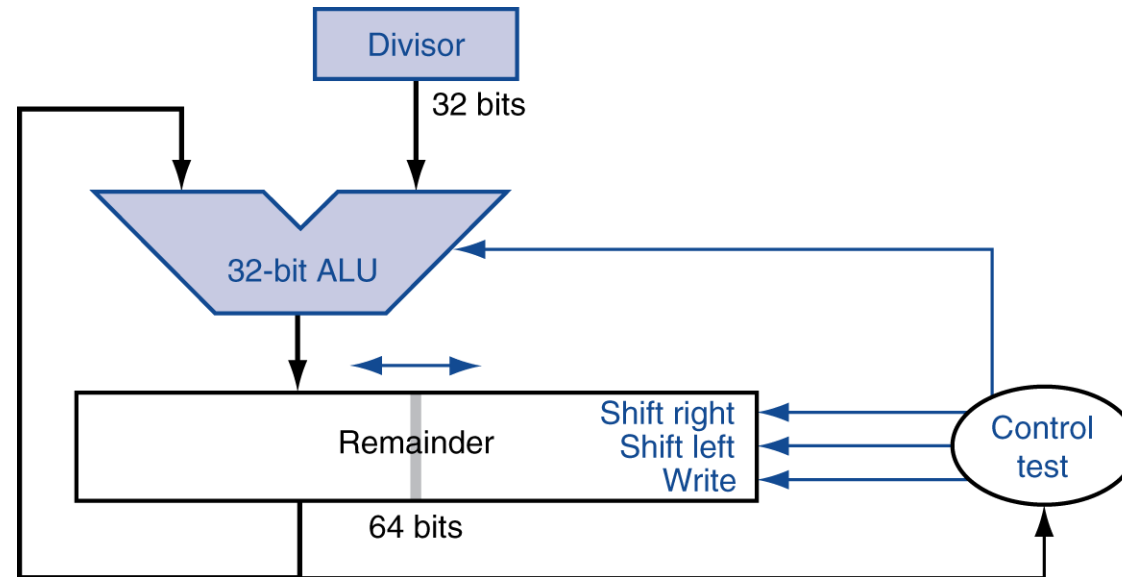 Divisor
32 bits
32-bit ALU
Remainder
Shift right
Shift left
Write
Control
test
64 bits